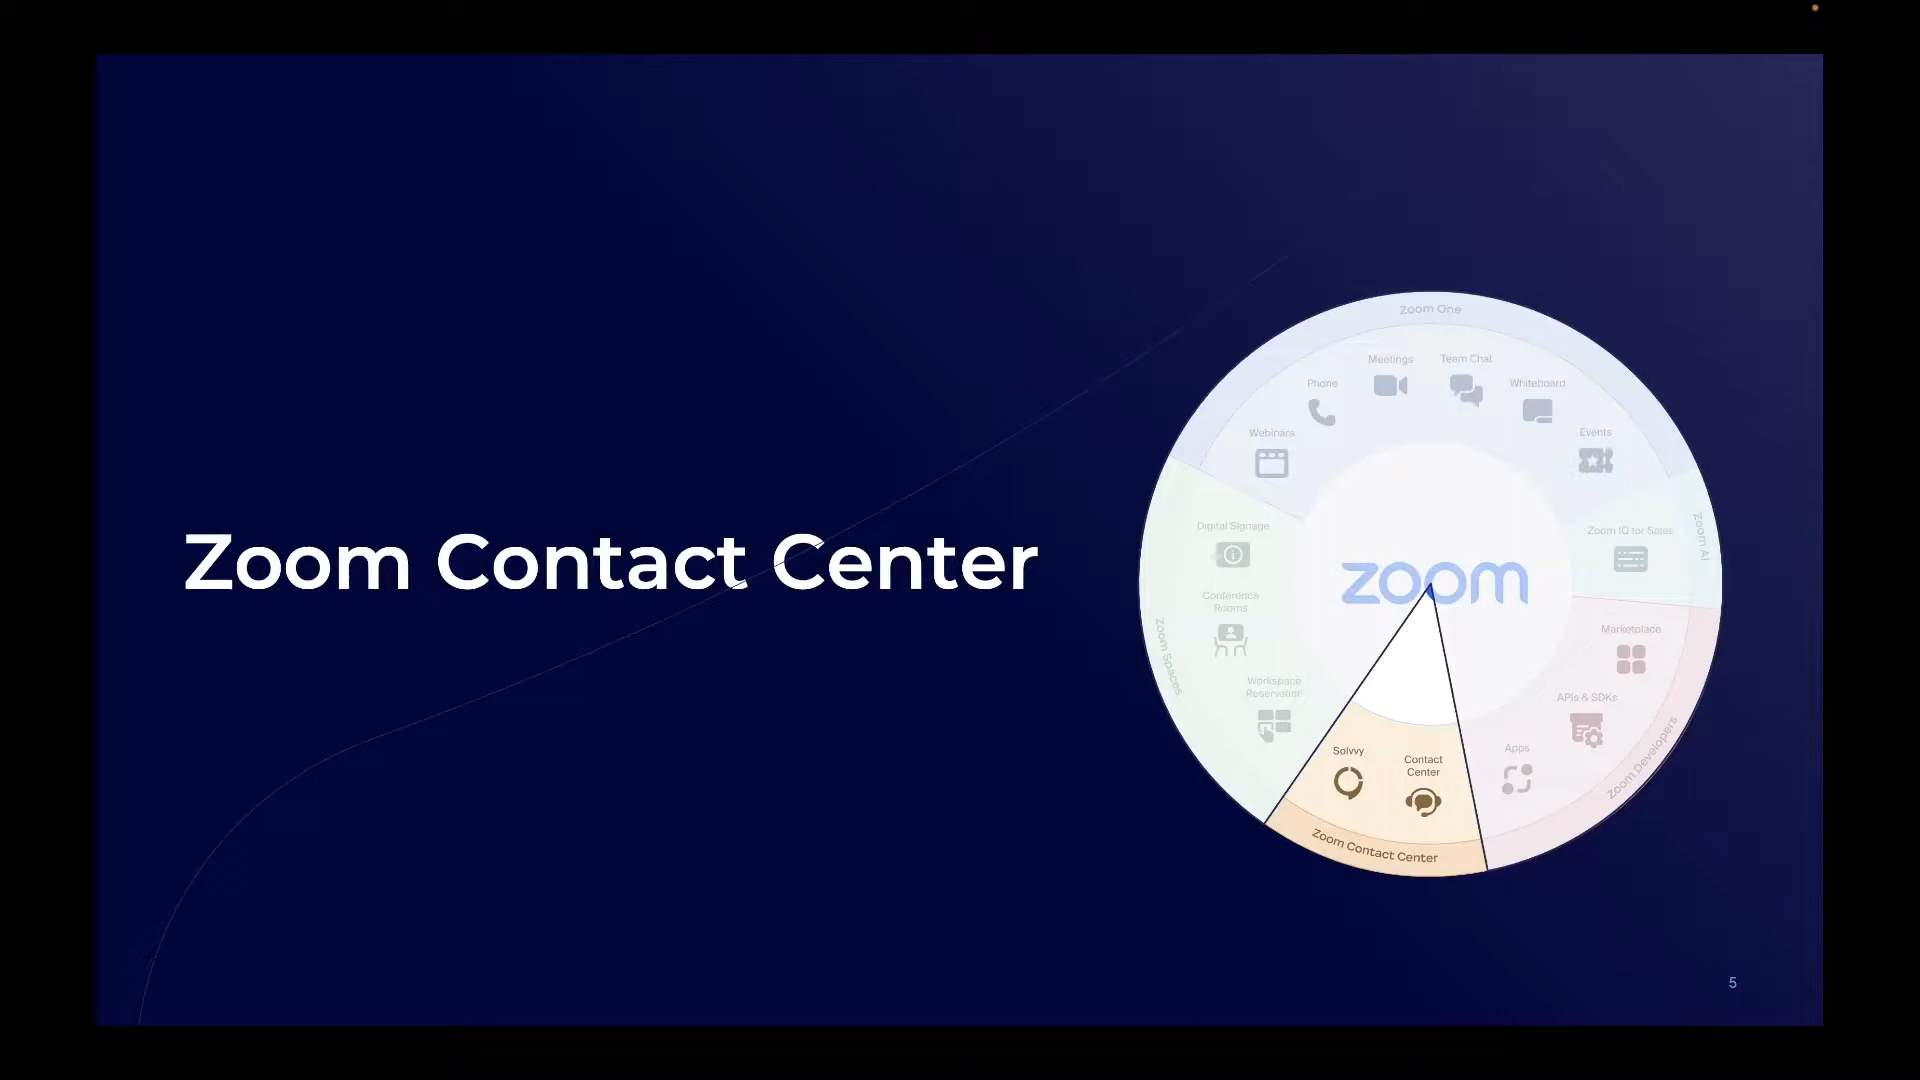 Zoom Contact Center
Zoom One
Meetings
Team Chat
Phone
Whiteboard
Webinars
Events
Digital Signage
Zoom IQ for Sales
Zoom AI
zoom
Conference
Rooms
Zoom Spaces
Marketplace
Workspace
Reservation
APIs & SDKs
Zoom Developers
Solvvy
Contact
Center
Apps
Zoom Contact Center
5